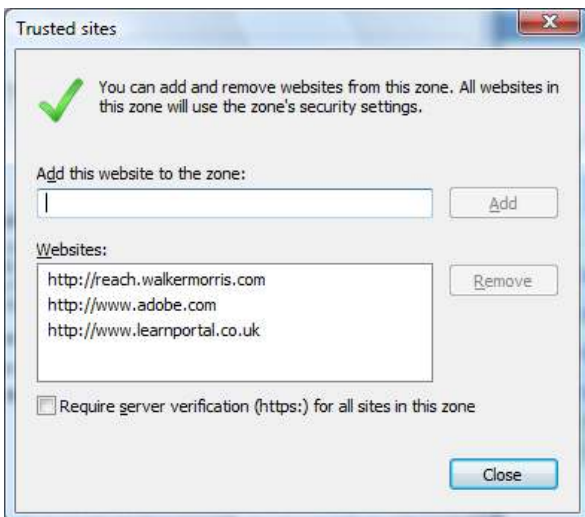 Trusted sites
You can add and remove websites from this zone. All websites in
this zone will use the zone's security settings.
Add this website to the zone:
Add
Websites:
http://reach.walkermorris.com
http://www.adobe.com
http://www.learnportal.co.uk
Remove
Require server verification (https:) for all sites in this zone
Close